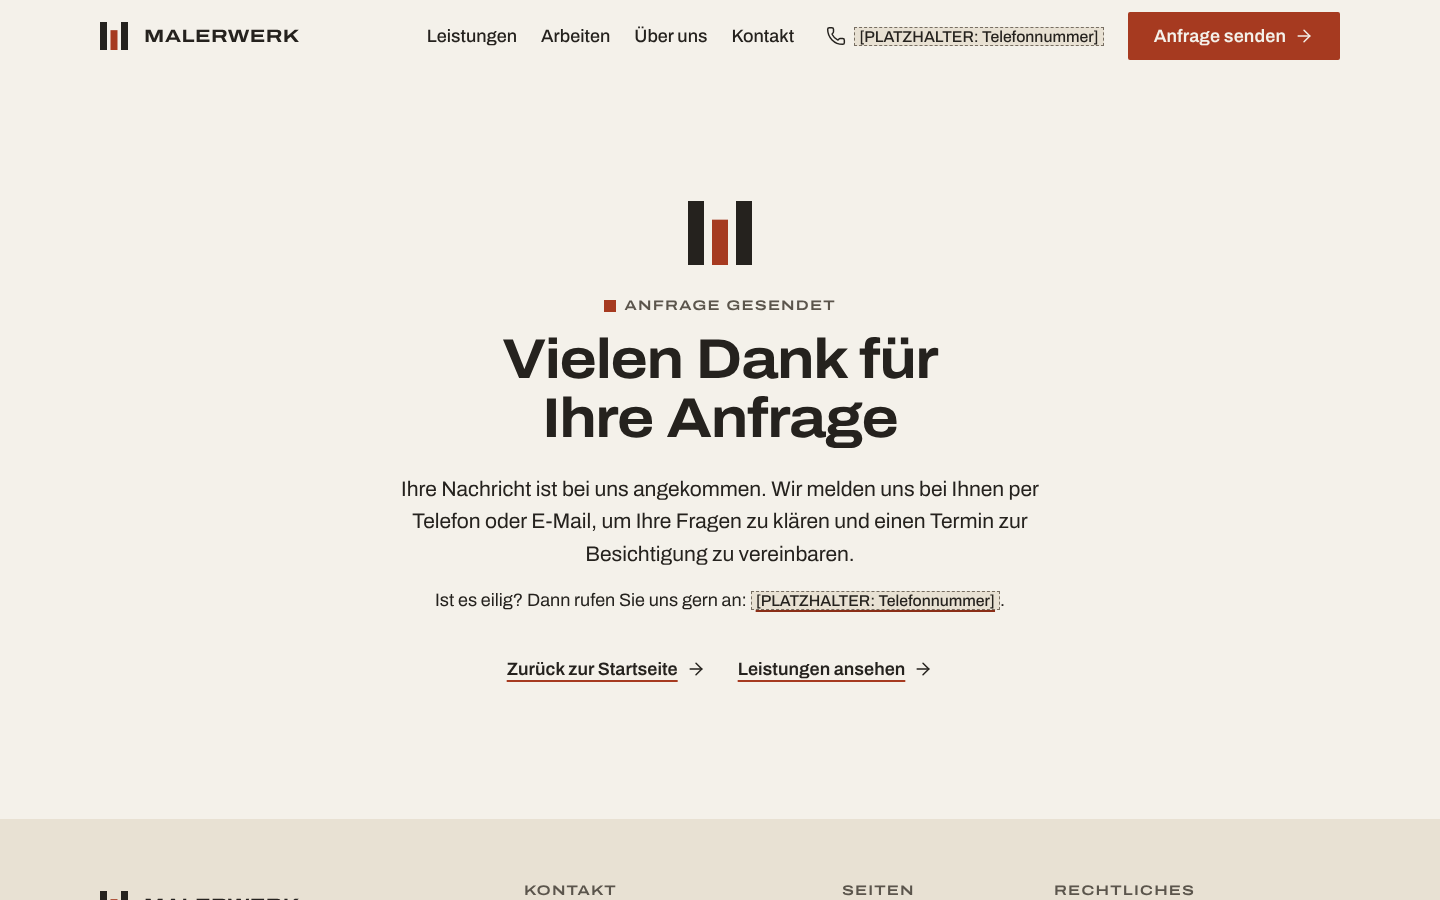 MALERWERK
Leistungen Arbeiten Über uns Kontakt [PLATZHALTER: Telefonnummer] Anfrage senden
ANFRAGE GESENDET
Vielen Dank für
Ihre Anfrage
Ihre Nachricht ist bei uns angekommen. Wir melden uns bei Ihnen per
Telefon oder E-Mail, um Ihre Fragen zu klären und einen Termin zur
Besichtigung zu vereinbaren.
Ist es eilig? Dann rufen Sie uns gern an: [PLATZHALTER: Telefonnummer].
Zurück zur Startseite Leistungen ansehen
MALERWERK
KONTAKT SEITEN RECHTLICHES